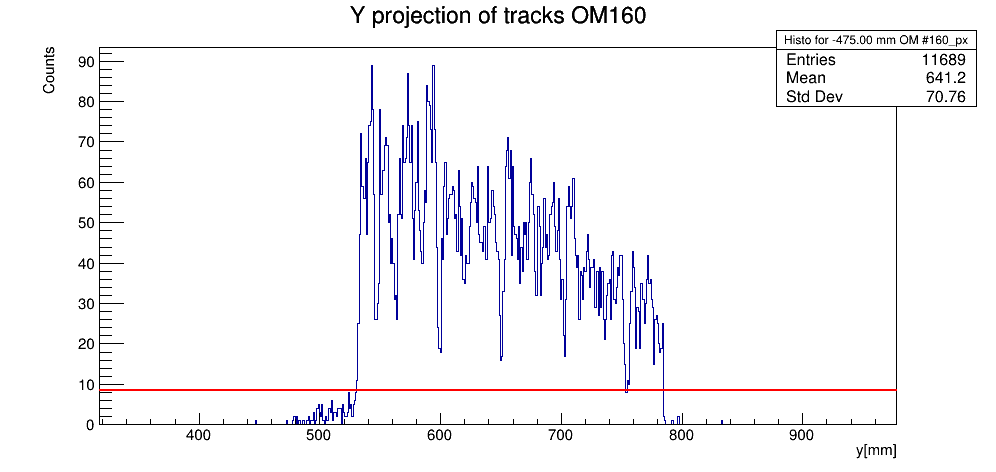 Y projection of tracks OM160
Histo for -475.00 mm OM #160_px
Entries 11689
Mean 641.2
Std Dev 70.76
Counts
90
80
70
60
50
40
30
20
10
0
400 500 600 700 800 900
y[mm]